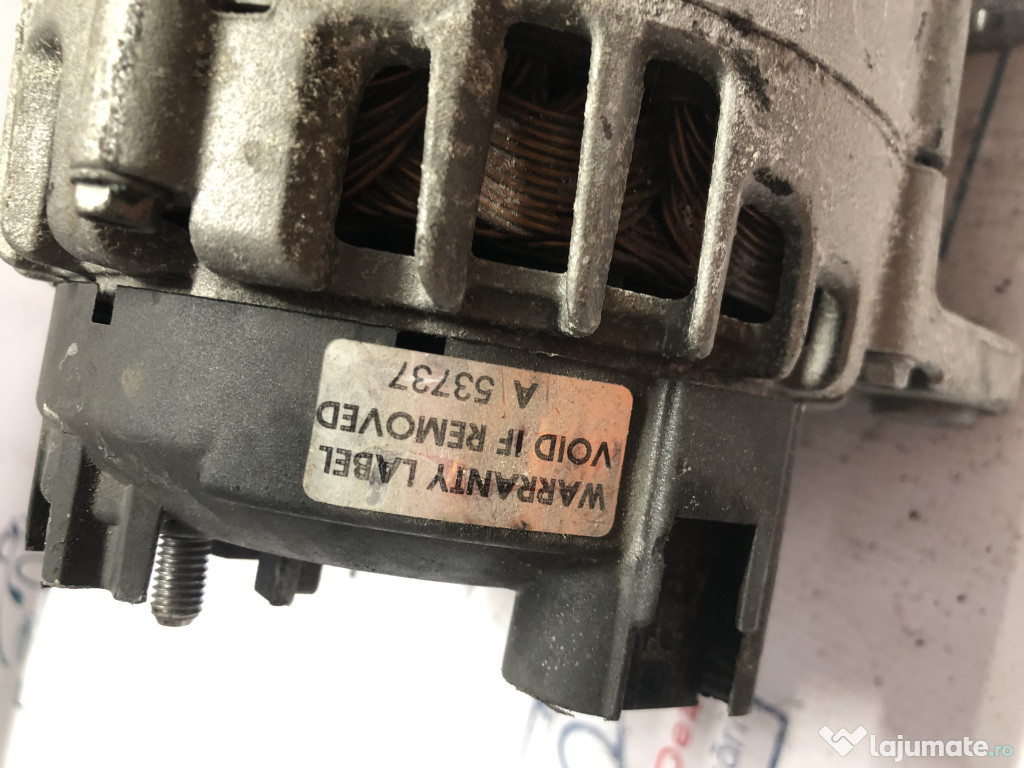 WARRANTY LABEL
VOID IF REMOVED
A 53737
lajumate.ro